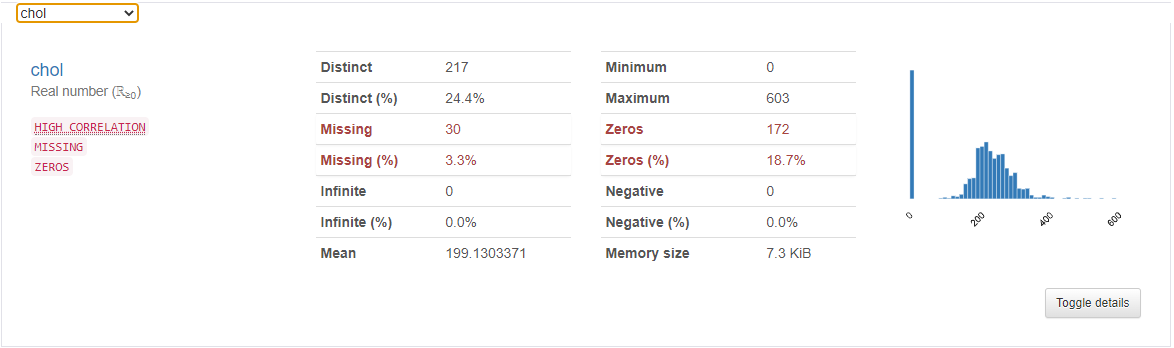 chol
chol
Real number (ℝ≥0)
HIGH CORRELATION
MISSING
ZEROS
Distinct 217
Distinct (%) 24.4%
Missing 30
Missing (%) 3.3%
Infinite 0
Infinite (%) 0.0%
Mean 199.1303371
Minimum 0
Maximum 603
Zeros 172
Zeros (%) 18.7%
Negative 0
Negative (%) 0.0%
Memory size 7.3 KiB
0 200 400 600
Toggle details